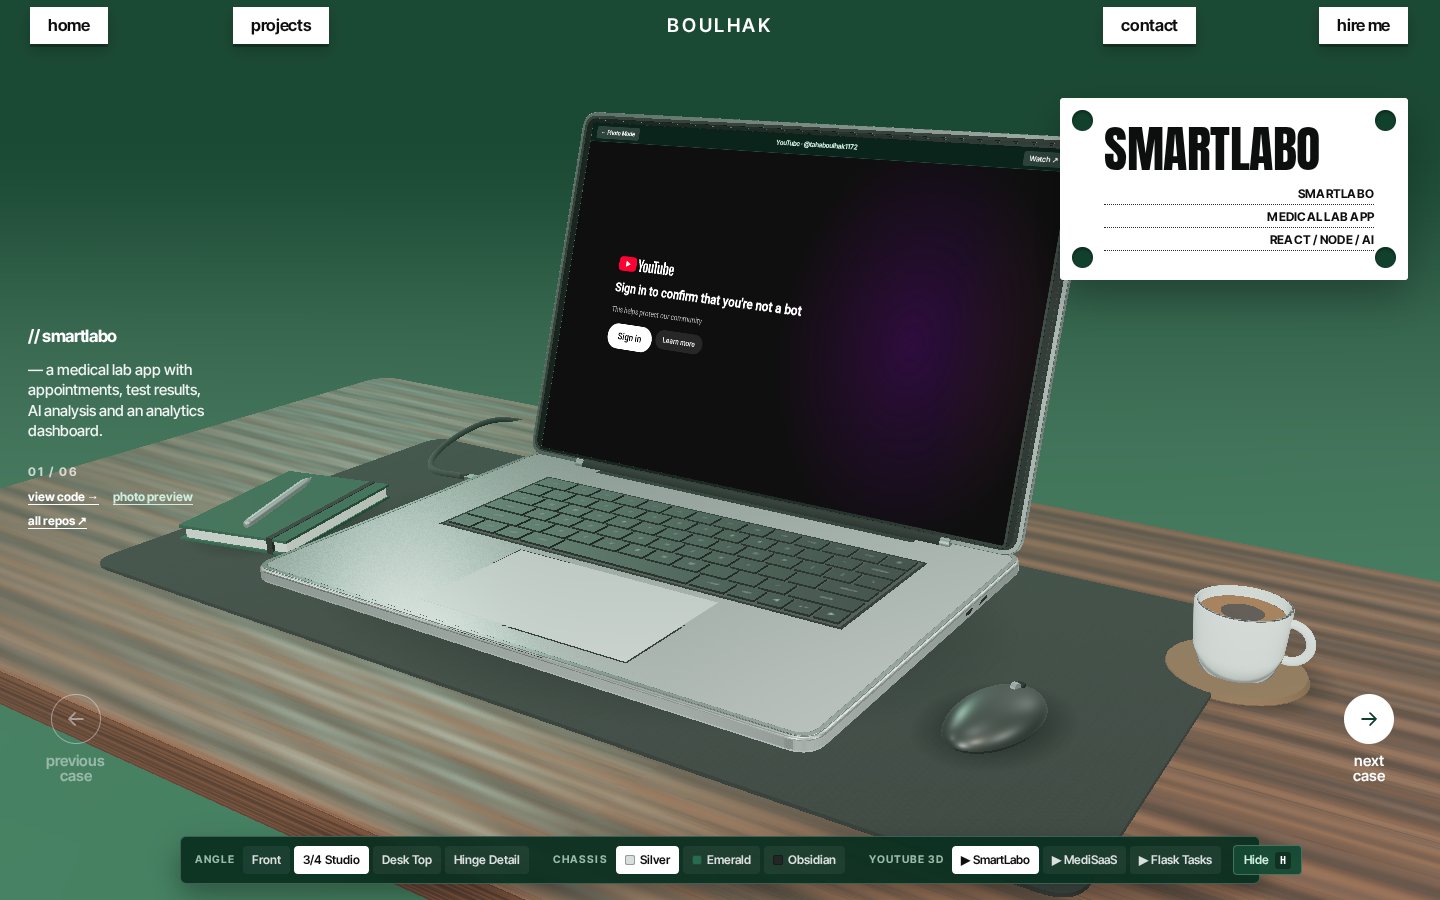 home
projects
BOULHAK
contact
hire me
← Photo Mode
YouTube · @tahaboulhak1172
Watch ↗
SMARTLABO
SMARTLABO
MEDICAL LAB APP
REACT / NODE / AI
YouTube
Sign in to confirm that you're not a bot
This helps protect our community
Sign in
Learn more
// smartlabo
— a medical lab app with
appointments, test results,
AI analysis and an analytics
dashboard.
01 / 06
view code →
photo preview
all repos ↗
previous
case
next
case
ANGLE
Front
3/4 Studio
Desk Top
Hinge Detail
CHASSIS
Silver
Emerald
Obsidian
YOUTUBE 3D
▶ SmartLabo
▶ MediSaaS
▶ Flask Tasks
Hide H